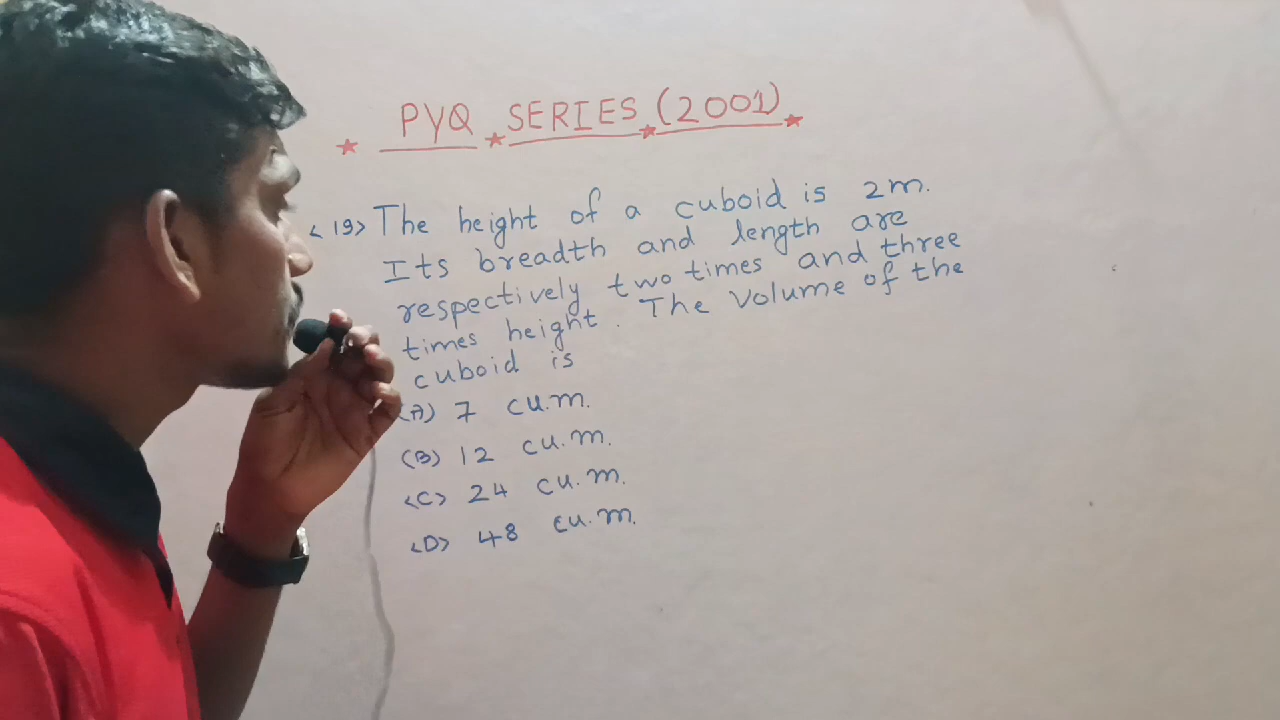 PYQ SERIES (2001)
<19> The height of a cuboid is 2m.
Its breadth and length are
respectively two times and three
times height. The Volume of the
cuboid is
(A) 7 cu.m.
(B) 12 cu.m.
<C> 24 cu.m.
<D> 48 cu.m.